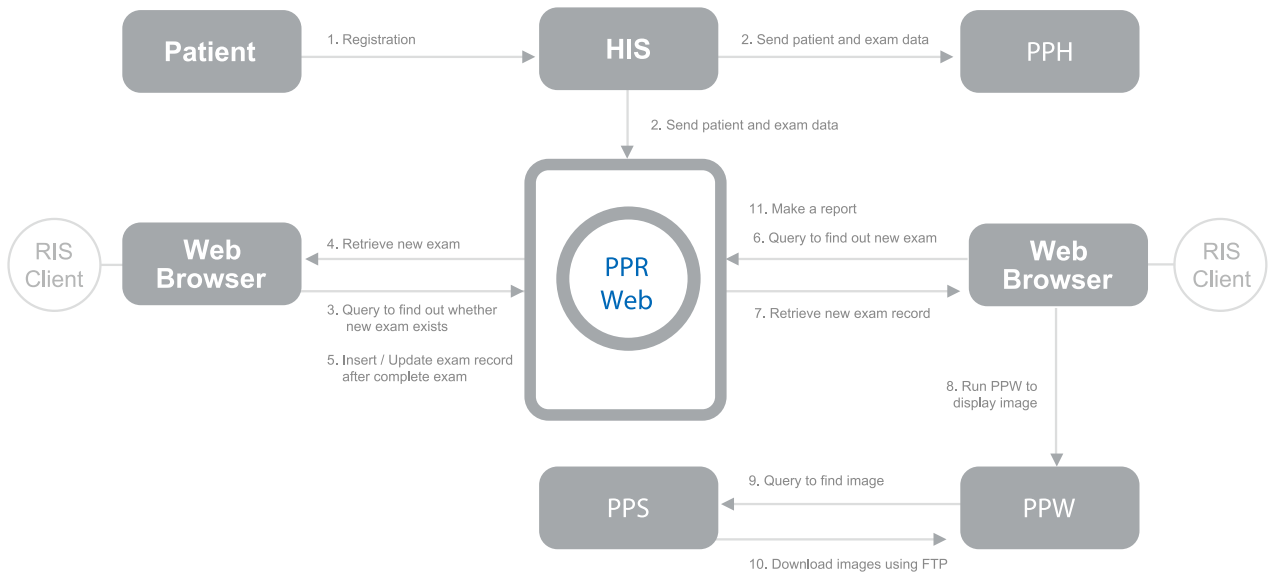 Patient
1. Registration
HIS
2. Send patient and exam data
PPH
2. Send patient and exam data
RIS
Client
Web
Browser
4. Retrieve new exam
3. Query to find out whether
new exam exists
5. Insert / Update exam record
after complete exam
PPR
Web
11. Make a report
6. Query to find out new exam
7. Retrieve new exam record
Web
Browser
RIS
Client
8. Run PPW to
display image
PPS
9. Query to find image
10. Download images using FTP
PPW